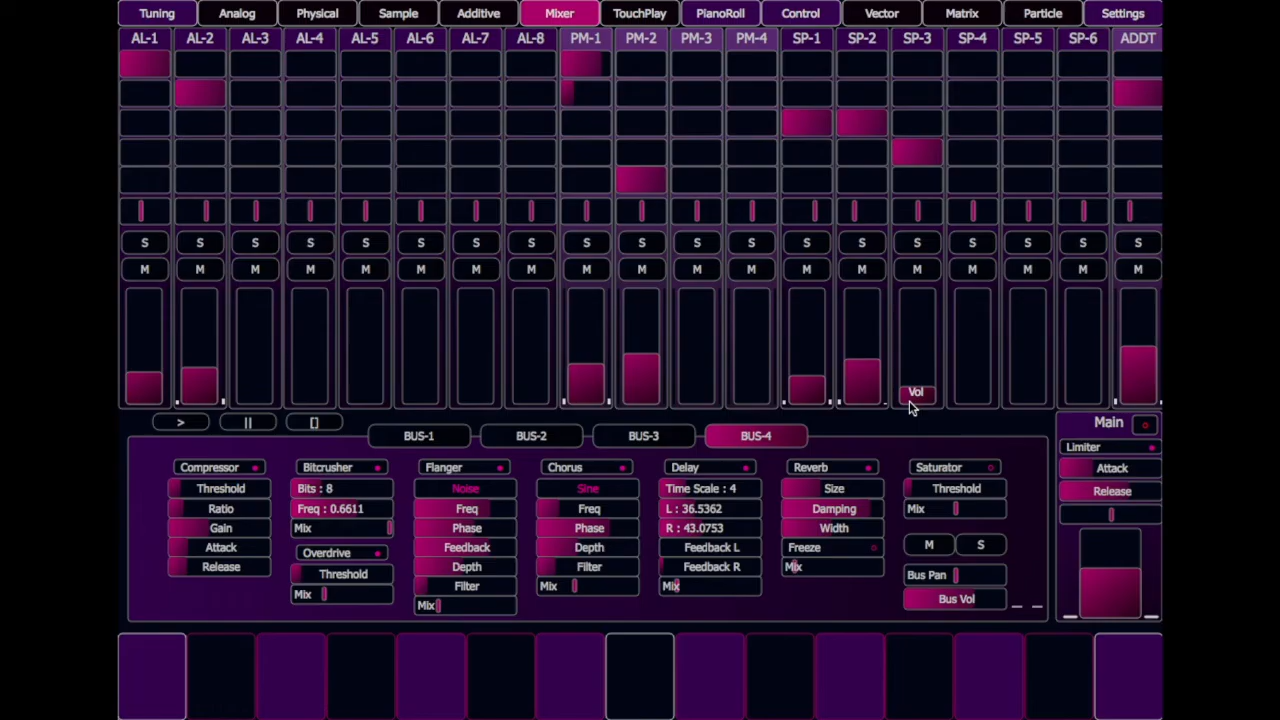 Tuning Analog Physical Sample Additive Mixer TouchPlay PianoRoll Control Vector Matrix Particle Settings
AL-1 AL-2 AL-3 AL-4 AL-5 AL-6 AL-7 AL-8 PM-1 PM-2 PM-3 PM-4 SP-1 SP-2 SP-3 SP-4 SP-5 SP-6 ADDT
S S S S S S S S S S S S S S S S S S S
M M M M M M M M M M M M M M M M M M M
Vol
> || []
BUS-1 BUS-2 BUS-3 BUS-4
Compressor
Threshold
Ratio
Gain
Attack
Release
Bitcrusher
Bits : 8
Freq : 0.6611
Mix
Overdrive
Threshold
Mix
Flanger
Noise
Freq
Phase
Feedback
Depth
Filter
Mix
Chorus
Sine
Freq
Phase
Depth
Filter
Mix
Delay
Time Scale : 4
L : 36.5362
R : 43.0753
Feedback L
Feedback R
Mix
Reverb
Size
Damping
Width
Freeze
Mix
Saturator
Threshold
Mix
M S
Bus Pan
Bus Vol
Main
Limiter
Attack
Release